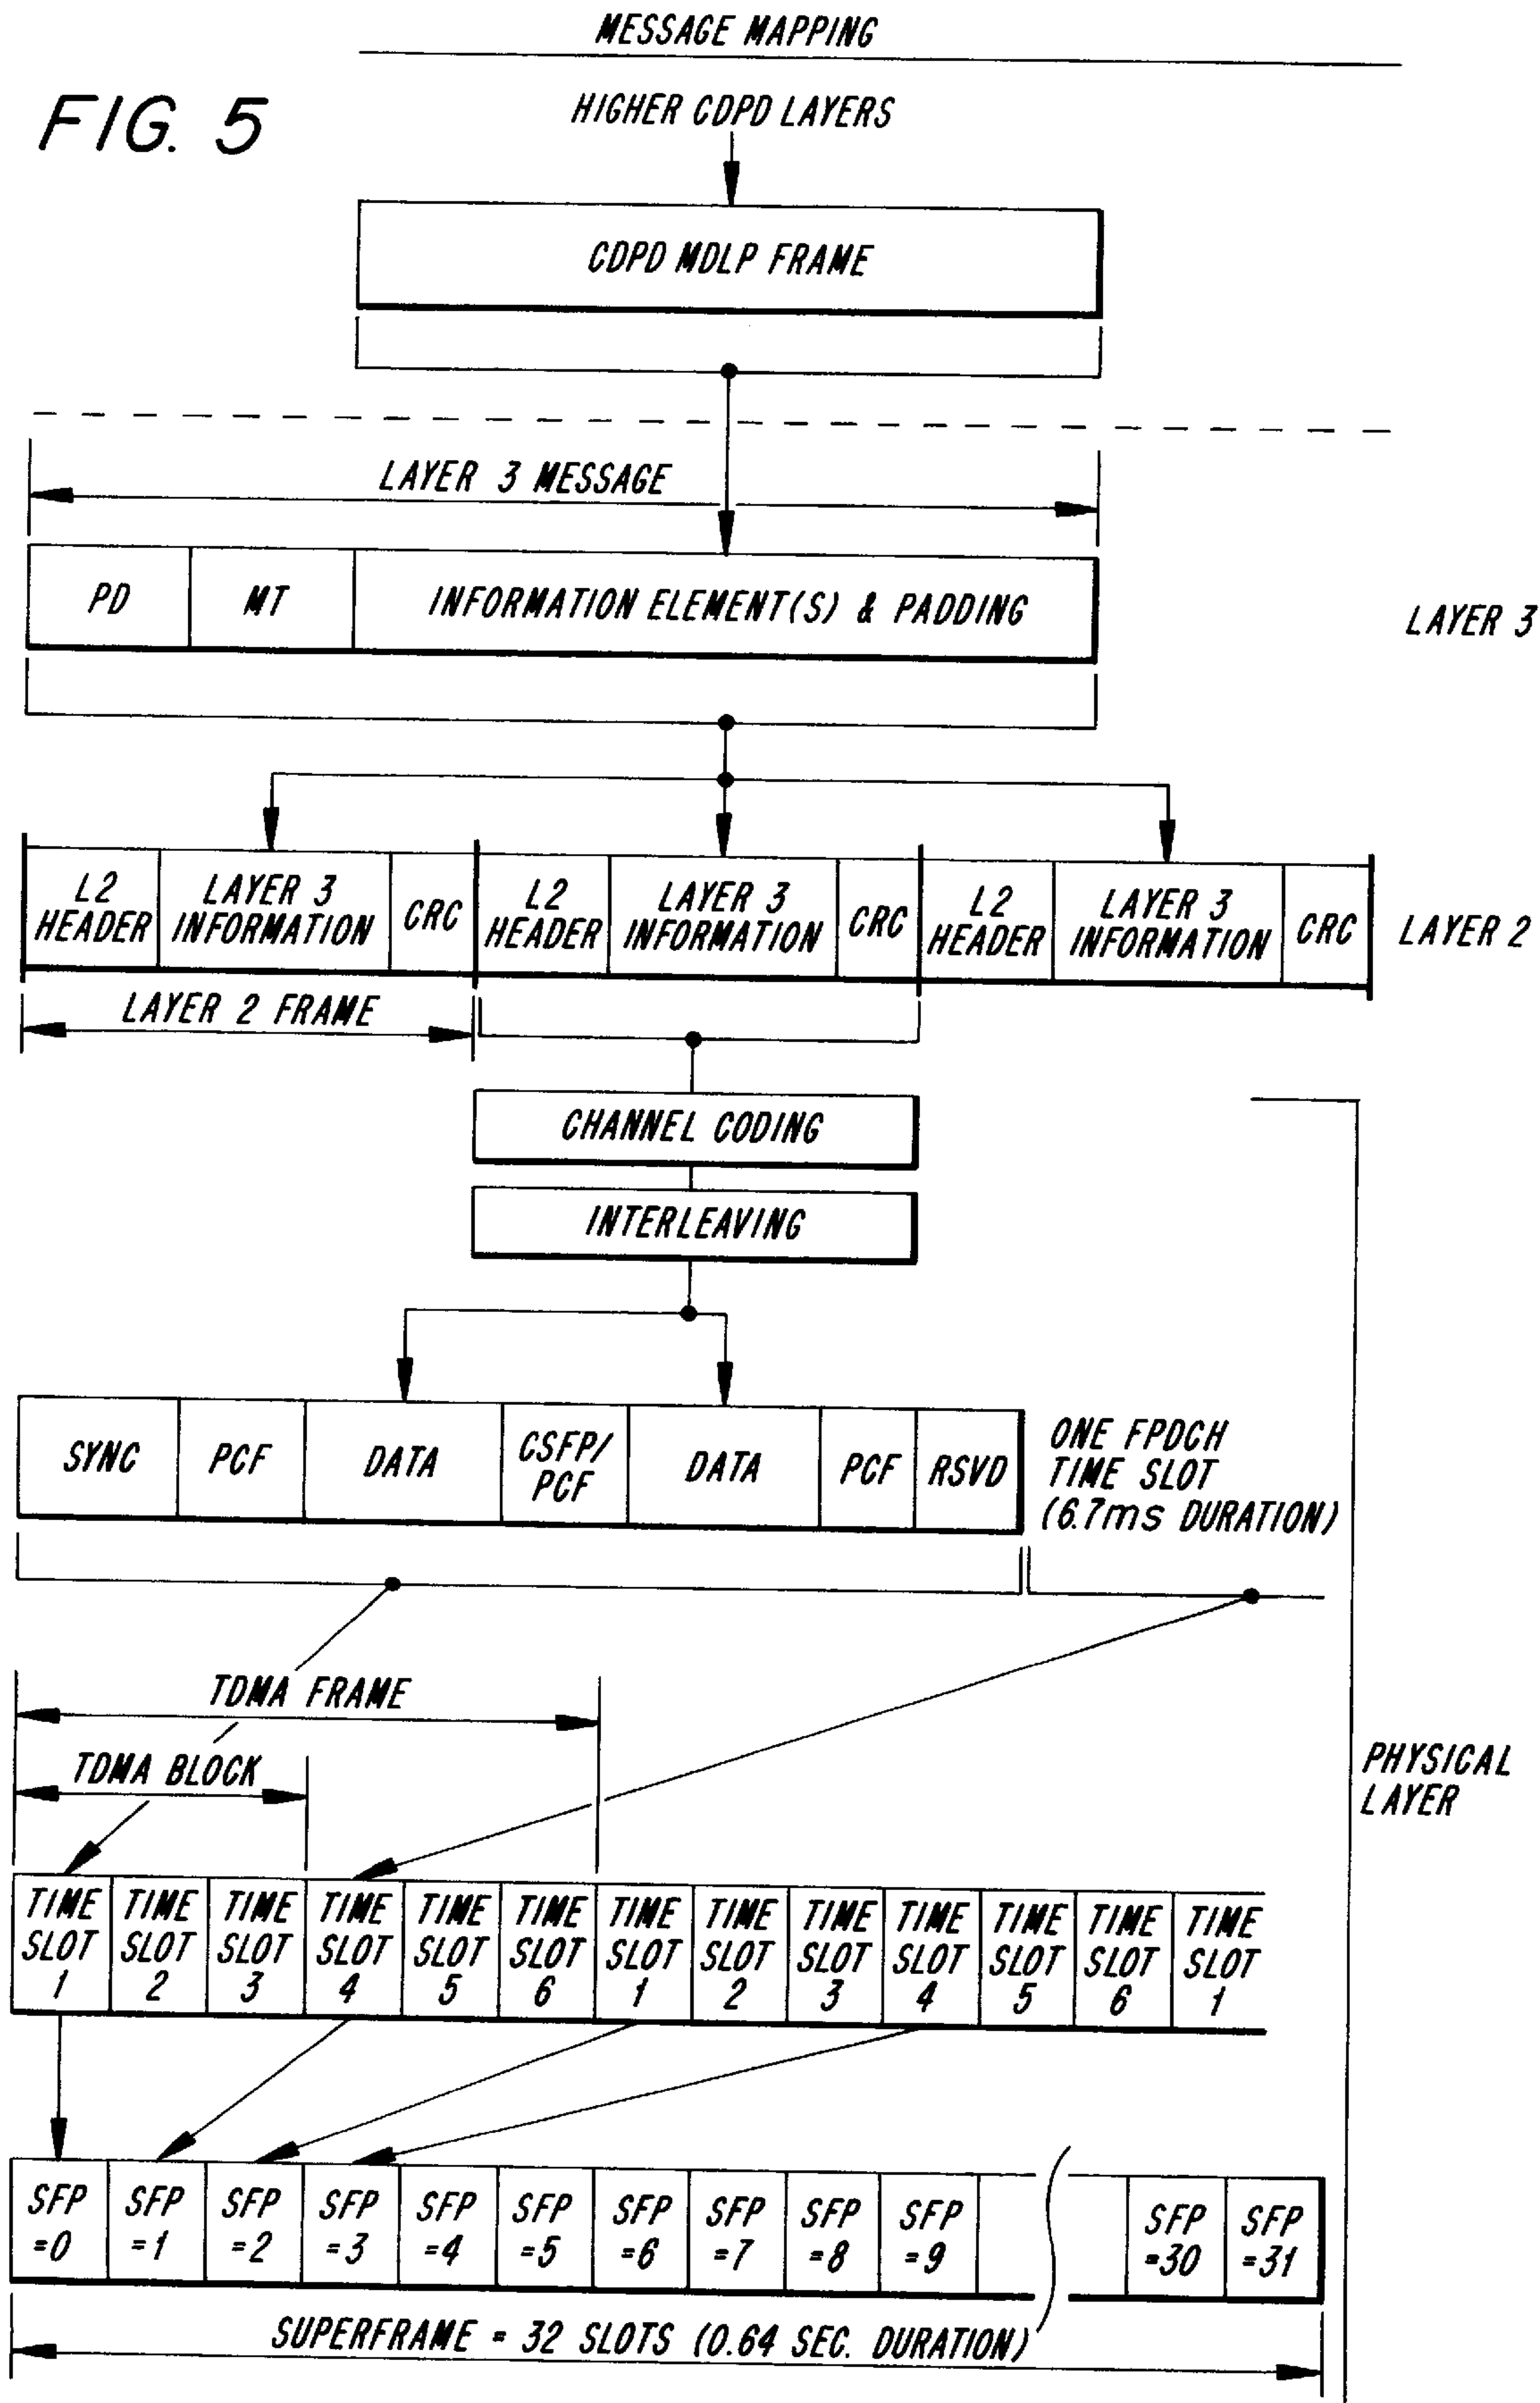 MESSAGE MAPPING
FIG. 5
HIGHER CDPD LAYERS
CDPD MDLP FRAME
LAYER 3 MESSAGE
PD
MT
INFORMATION ELEMENT(S) & PADDING
LAYER 3
L2
HEADER
LAYER 3
INFORMATION
CRC
L2
HEADER
LAYER 3
INFORMATION
CRC
L2
HEADER
LAYER 3
INFORMATION
CRC
LAYER 2
LAYER 2 FRAME
CHANNEL CODING
INTERLEAVING
SYNC
PCF
DATA
CSFP/
PCF
DATA
PCF
RSVD
ONE FPDCH
TIME SLOT
(6.7ms DURATION)
TDMA FRAME
TDMA BLOCK
PHYSICAL
LAYER
TIME
SLOT
1
TIME
SLOT
2
TIME
SLOT
3
TIME
SLOT
4
TIME
SLOT
5
TIME
SLOT
6
TIME
SLOT
1
TIME
SLOT
2
TIME
SLOT
3
TIME
SLOT
4
TIME
SLOT
5
TIME
SLOT
6
TIME
SLOT
1
SFP
=0
SFP
=1
SFP
=2
SFP
=3
SFP
=4
SFP
=5
SFP
=6
SFP
=7
SFP
=8
SFP
=9
SFP
=30
SFP
=31
SUPERFRAME = 32 SLOTS (0.64 SEC. DURATION)